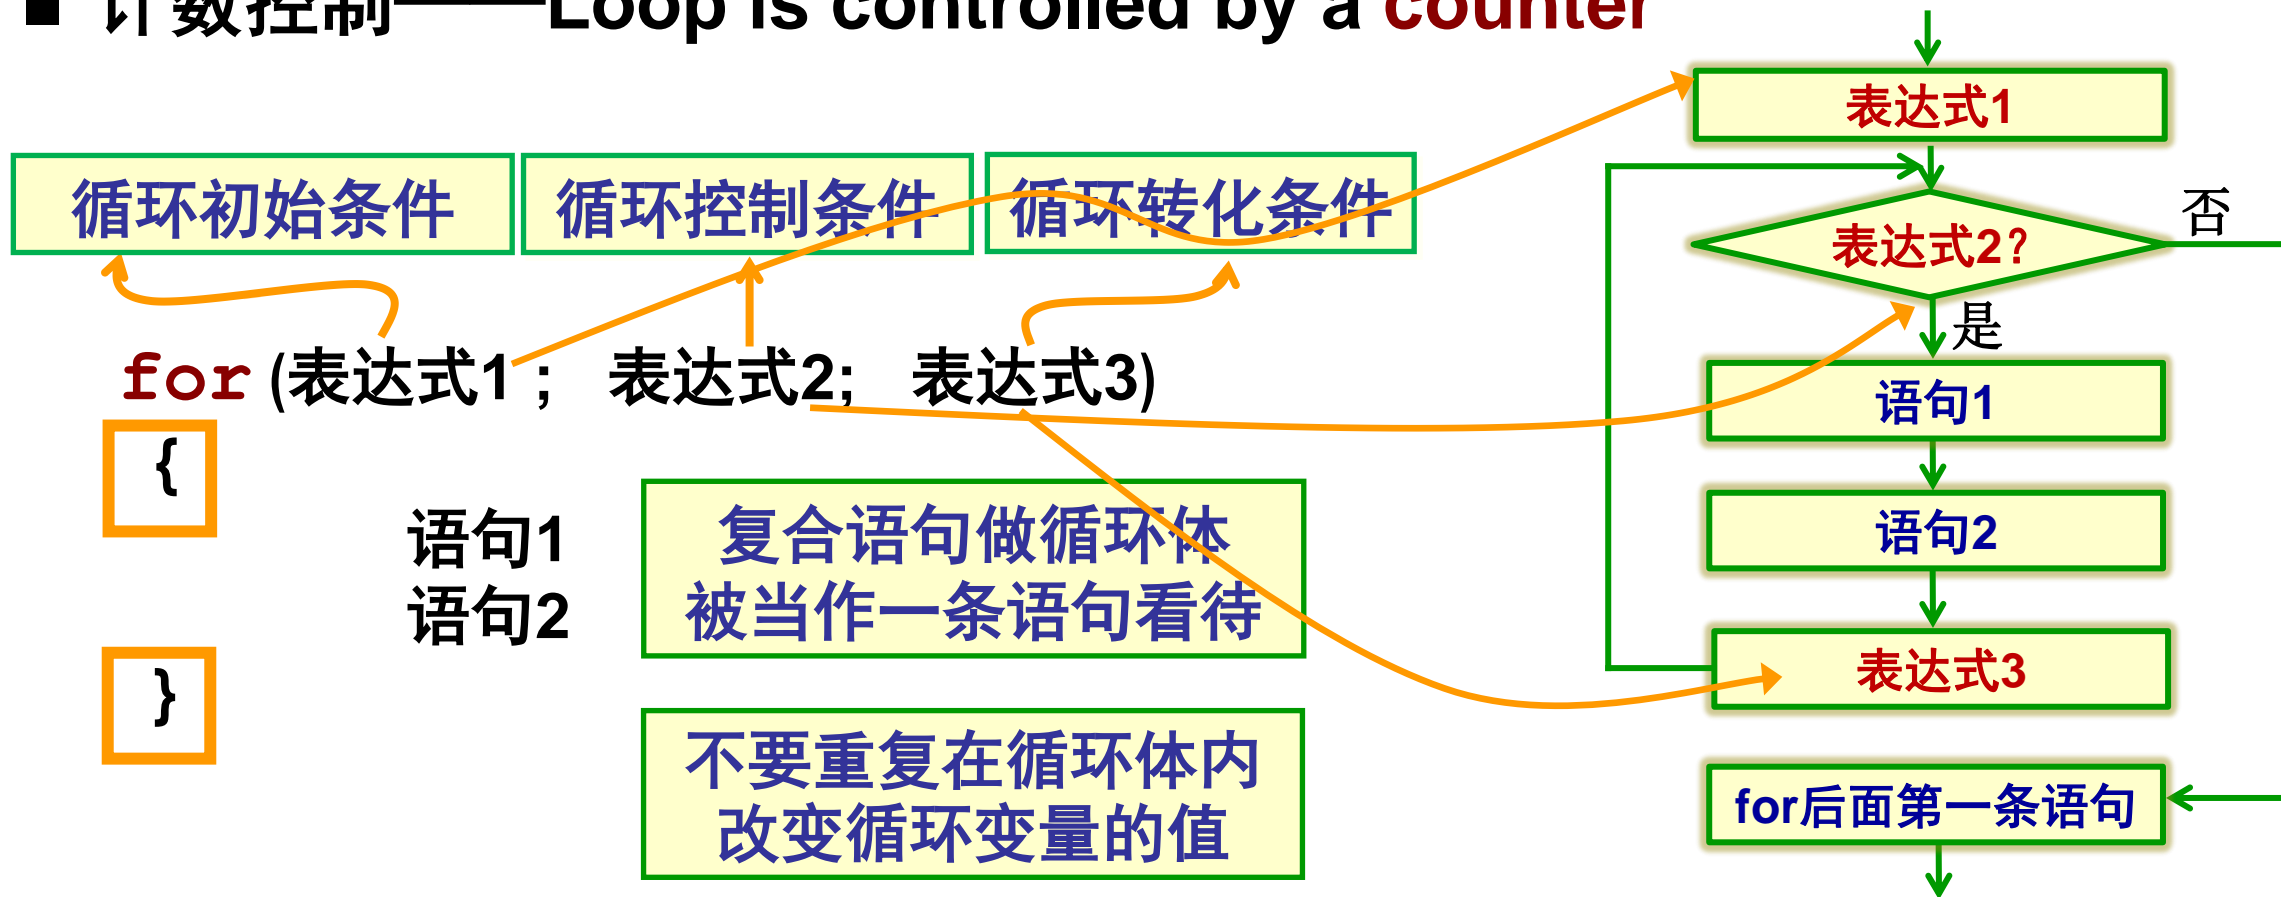 ■ 计数控制——Loop is controlled by a counter
循环初始条件
循环控制条件
循环转化条件
for (表达式1 ; 表达式2; 表达式3)
{
语句1
语句2
}
复合语句做循环体
被当作一条语句看待
不要重复在循环体内
改变循环变量的值
表达式1
表达式2?
否
是
语句1
语句2
表达式3
for后面第一条语句